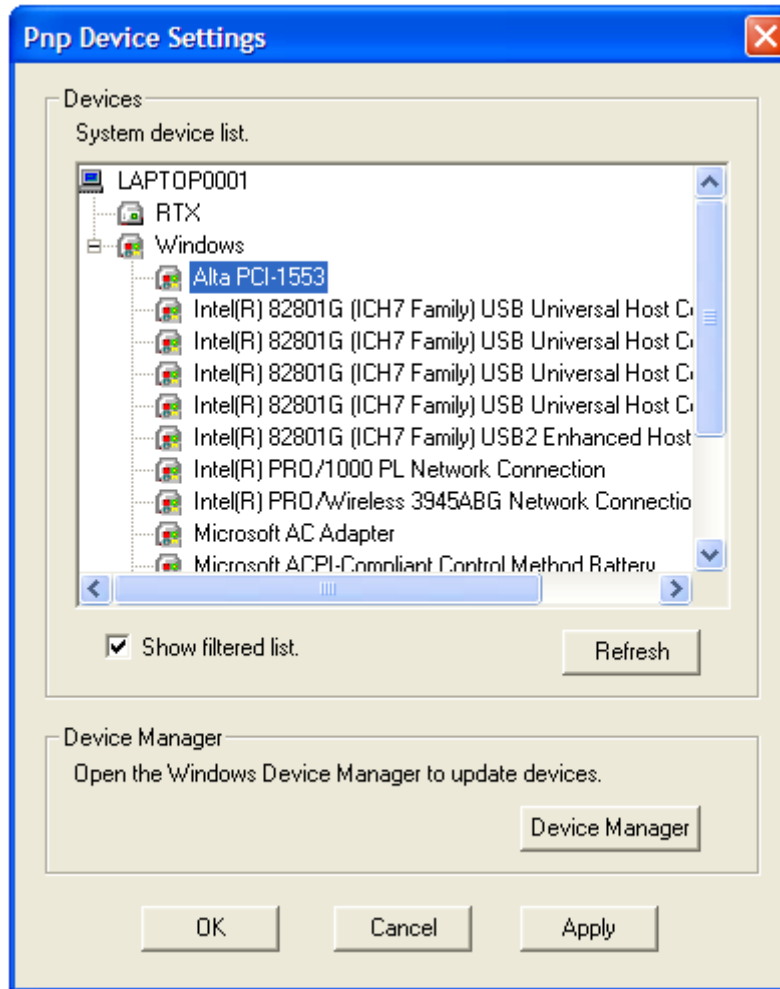 Pnp Device Settings
Devices
System device list.
LAPTOP0001
RTX
Windows
Alta PCI-1553
Intel(R) 82801G (ICH7 Family) USB Universal Host C
Intel(R) 82801G (ICH7 Family) USB Universal Host C
Intel(R) 82801G (ICH7 Family) USB Universal Host C
Intel(R) 82801G (ICH7 Family) USB Universal Host C
Intel(R) 82801G (ICH7 Family) USB2 Enhanced Host
Intel(R) PRO/1000 PL Network Connection
Intel(R) PRO/Wireless 3945ABG Network Connectio
Microsoft AC Adapter
Microsoft ACPI-Compliant Control Method Battery
Show filtered list.
Refresh
Device Manager
Open the Windows Device Manager to update devices.
Device Manager
OK
Cancel
Apply